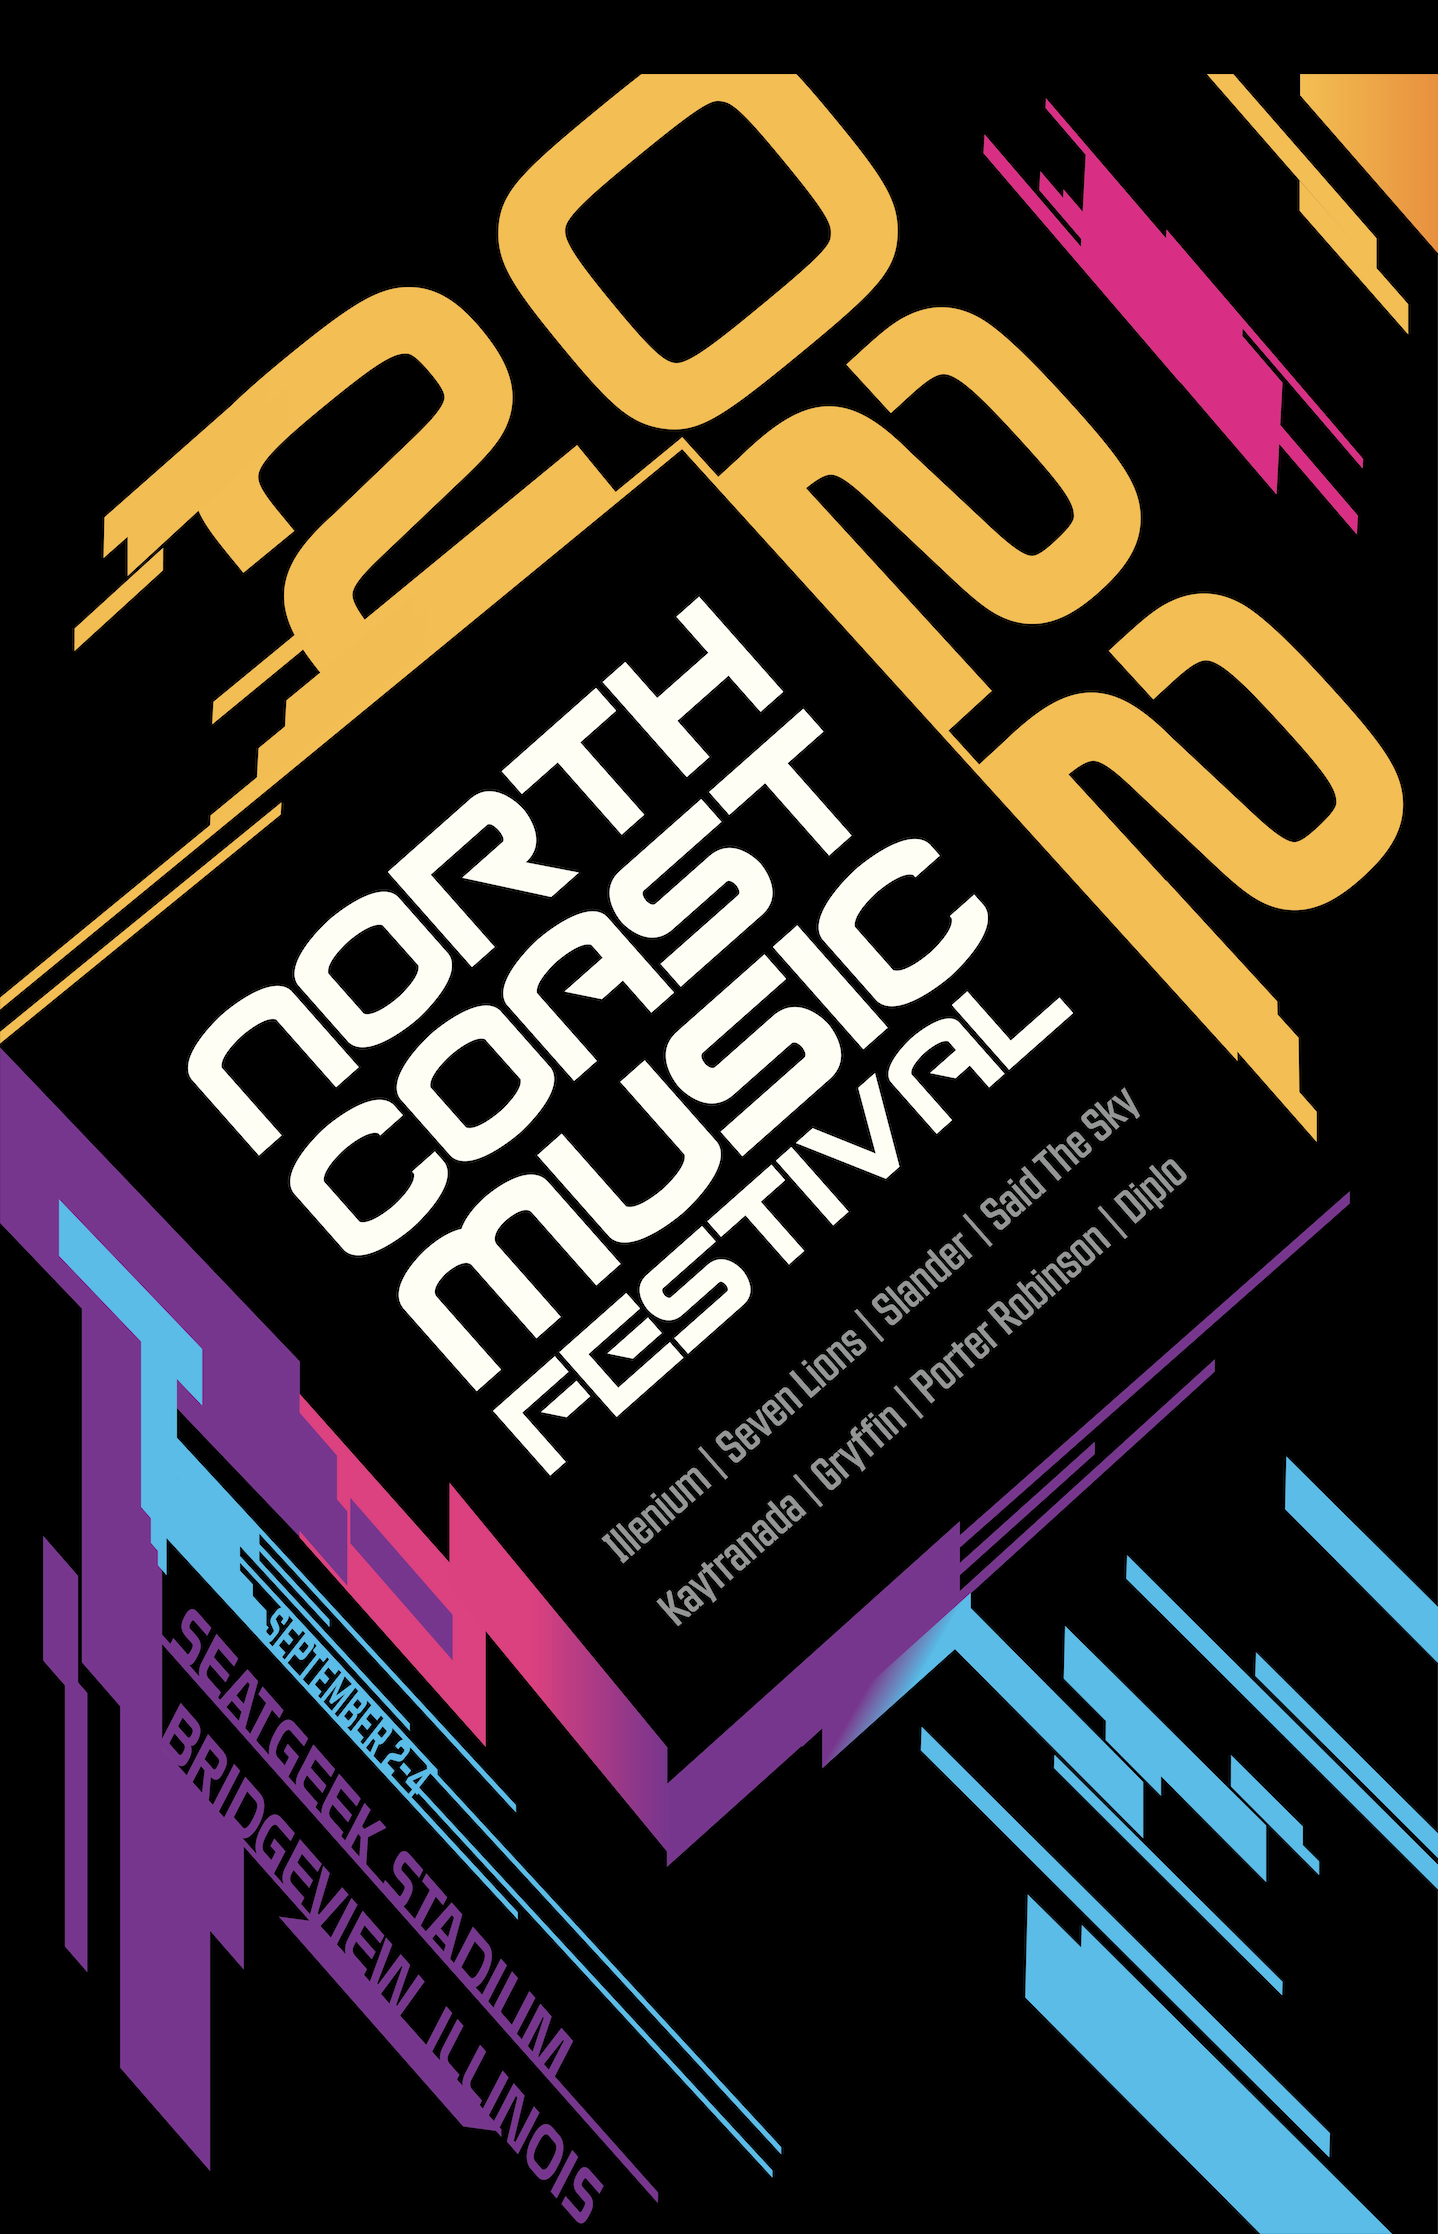 2022
NORTH
COAST
MUSIC
FESTIVAL
Illenium | Seven Lions | Slander | Said The Sky
Kaytranada | Gryffin | Porter Robinson | Diplo
SEPTEMBER 2-4
SEATGEEK STADIUM
BRIDGEVIEW ILLINOIS